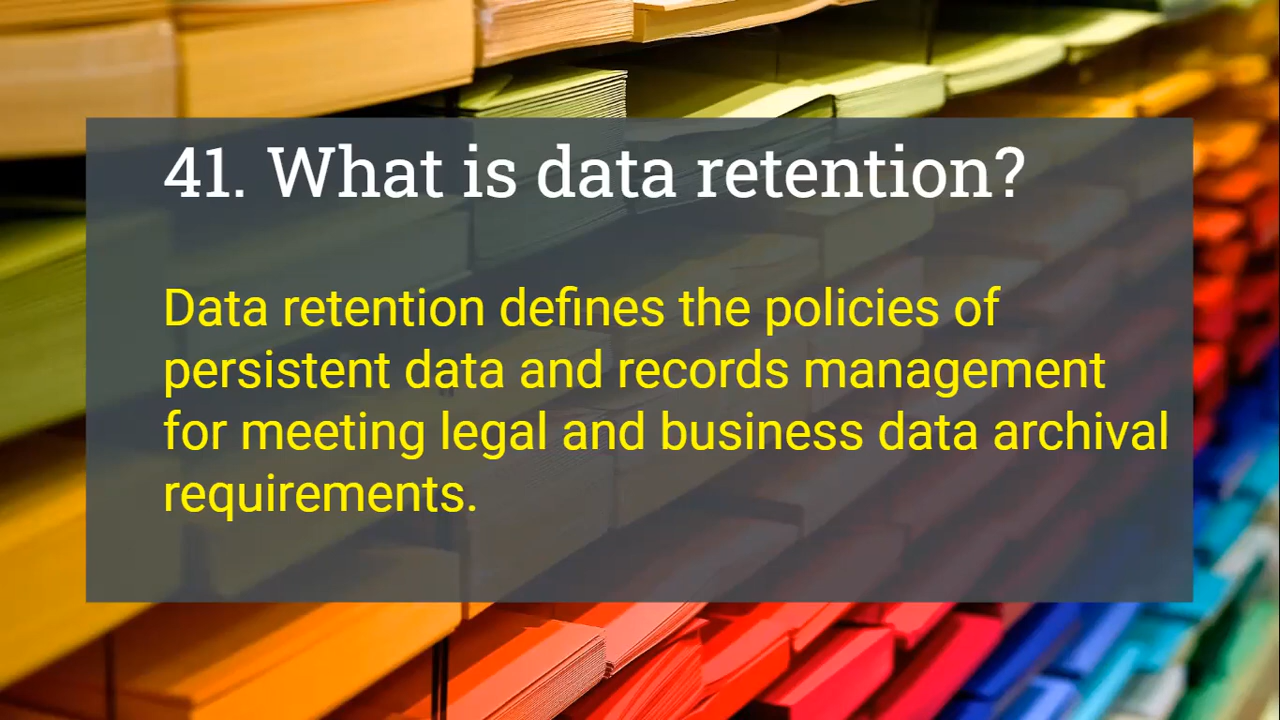 41. What is data retention?
Data retention defines the policies of
persistent data and records management
for meeting legal and business data archival
requirements.